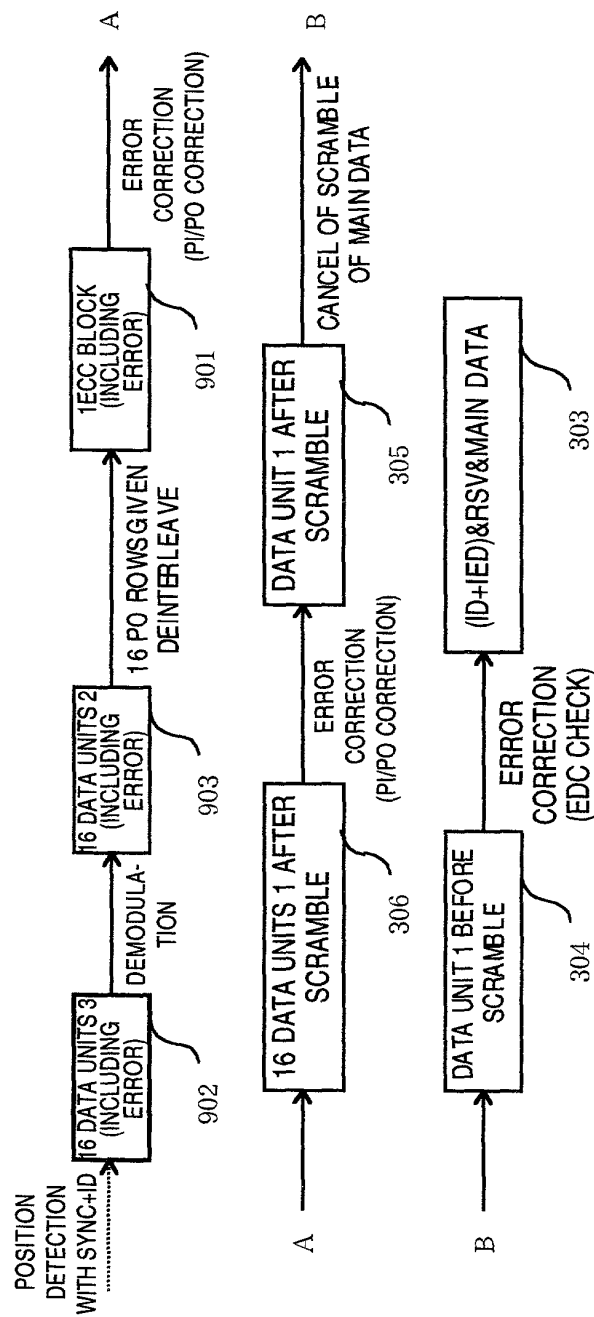 POSITION
DETECTION
WITH SYNC+ID
16 DATA UNITS 3
(INCLUDING
ERROR)
902
DEMODULA-
TION
16 DATA UNITS 2
(INCLUDING
ERROR)
903
16 PO ROWS GIVEN
DEINTERLEAVE
1ECC BLOCK
(INCLUDING
ERROR)
901
ERROR
CORRECTION
(PI/PO CORRECTION)
A
A
16 DATA UNITS 1 AFTER
SCRAMBLE
306
ERROR
CORRECTION
(PI/PO CORRECTION)
DATA UNIT 1 AFTER
SCRAMBLE
305
CANCEL OF SCRAMBLE
OF MAIN DATA
B
B
DATA UNIT 1 BEFORE
SCRAMBLE
304
ERROR
CORRECTION
(EDC CHECK)
(ID+IED)&RSV&MAIN DATA
303